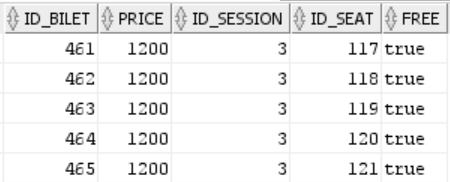 ID_BILET PRICE ID_SESSION ID_SEAT FREE
461 1200 3 117 true
462 1200 3 118 true
463 1200 3 119 true
464 1200 3 120 true
465 1200 3 121 true